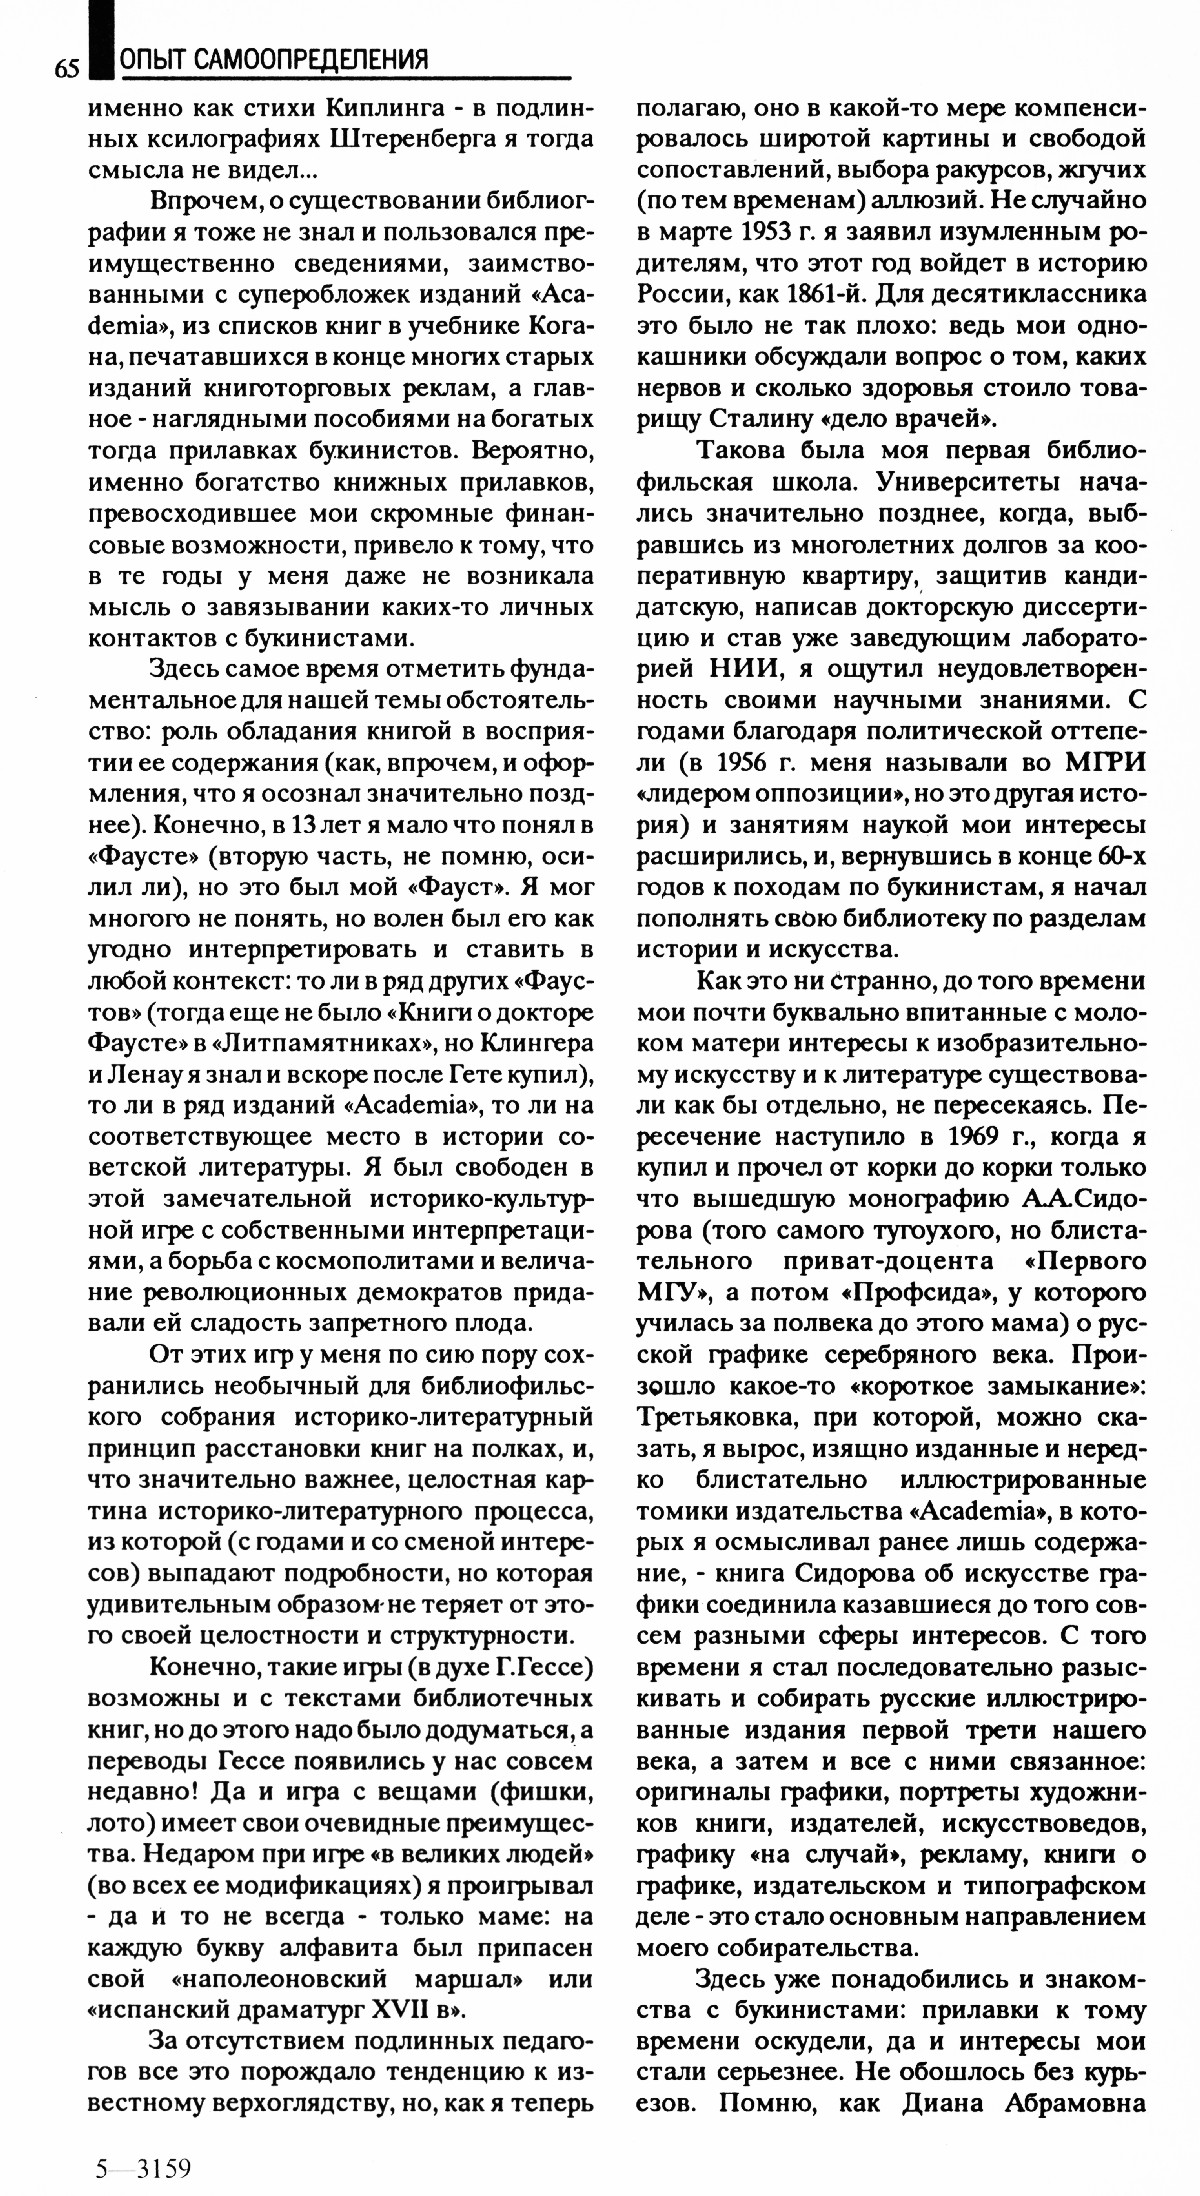 65
ОПЫТ САМООПРЕДЕЛЕНИЯ
именно как стихи Киплинга - в подлин-
ных ксилографиях Штеренберга я тогда
смысла не видел...
Впрочем, о существовании библиог-
рафии я тоже не знал и пользовался пре-
имущественно сведениями, заимство-
ванными с суперобложек изданий «Aca-
demia», из списков книг в учебнике Кога-
на, печатавшихся в конце многих старых
изданий книготорговых реклам, а глав-
ное - наглядными пособиями на богатых
тогда прилавках букинистов. Вероятно,
именно богатство книжных прилавков,
превосходившее мои скромные финан-
совые возможности, привело к тому, что
в те годы у меня даже не возникала
мысль о завязывании каких-то личных
контактов с букинистами.
Здесь самое время отметить фунда-
ментальное для нашей темы обстоятель-
ство: роль обладания книгой в восприя-
тии ее содержания (как, впрочем, и офор-
мления, что я осознал значительно позд-
нее). Конечно, в 13 лет я мало что понял в
«Фаусте» (вторую часть, не помню, оси-
лил ли), но это был мой «Фауст». Я мог
многого не понять, но волен был его как
угодно интерпретировать и ставить в
любой контекст: то ли в ряд других «Фаус-
тов» (тогда еще не было «Книги о докторе
Фаусте» в «Литпамятниках», но Клингера
и Ленау я знал и вскоре после Гете купил),
то ли в ряд изданий «Academia», то ли на
соответствующее место в истории со-
ветской литературы. Я был свободен в
этой замечательной историко-культур-
ной игре с собственными интерпретаци-
ями, а борьба с космополитами и велича-
ние революционных демократов прида-
вали ей сладость запретного плода.
От этих игр у меня по сию пору сох-
ранились необычный для библиофильс-
кого собрания историко-литературный
принцип расстановки книг на полках, и,
что значительно важнее, целостная кар-
тина историко-литературного процесса,
из которой (с годами и со сменой интере-
сов) выпадают подробности, но которая
удивительным образом не теряет от это-
го своей целостности и структурности.
Конечно, такие игры (в духе Г.Гессе)
возможны и с текстами библиотечных
книг, но до этого надо было додуматься, а
переводы Гессе появились у нас совсем
недавно! Да и игра с вещами (фишки,
лото) имеет свои очевидные преимущес-
тва. Недаром при игре «в великих людей»
(во всех ее модификациях) я проигрывал
- да и то не всегда - только маме: на
каждую букву алфавита был припасен
свой «наполеоновский маршал» или
«испанский драматург XVII в».
За отсутствием подлинных педаго-
гов все это порождало тенденцию к из-
вестному верхоглядству, но, как я теперь
полагаю, оно в какой-то мере компенси-
ровалось широтой картины и свободой
сопоставлений, выбора ракурсов, жгучих
(по тем временам) аллюзий. Не случайно
в марте 1953 г. я заявил изумленным ро-
дителям, что этот год войдет в историю
России, как 1861-й. Для десятиклассника
это было не так плохо: ведь мои одно-
кашники обсуждали вопрос о том, каких
нервов и сколько здоровья стоило това-
рищу Сталину «дело врачей».
Такова была моя первая библио-
фильская школа. Университеты нача-
лись значительно позднее, когда, выб-
равшись из многолетних долгов за коо-
перативную квартиру, защитив канди-
датскую, написав докторскую диссерти-
цию и став уже заведующим лаборато-
рией НИИ, я ощутил неудовлетворен-
ность своими научными знаниями. С
годами благодаря политической оттепе-
ли (в 1956 г. меня называли во МГРИ
«лидером оппозиции», но это другая исто-
рия) и занятиям наукой мои интересы
расширились, и, вернувшись в конце 60-х
годов к походам по букинистам, я начал
пополнять свою библиотеку по разделам
истории и искусства.
Как это ни странно, до того времени
мои почти буквально впитанные с моло-
ком матери интересы к изобразительно-
му искусству и к литературе существова-
ли как бы отдельно, не пересекаясь. Пе-
ресечение наступило в 1969 г., когда я
купил и прочел от корки до корки только
что вышедшую монографию А.А.Сидо-
рова (того самого тугоухого, но блиста-
тельного приват-доцента «Первого
МГУ», а потом «Профсида», у которого
училась за полвека до этого мама) о рус-
ской графике серебряного века. Прои-
зошло какое-то «короткое замыкание»:
Третьяковка, при которой, можно ска-
зать, я вырос, изящно изданные и неред-
ко блистательно иллюстрированные
томики издательства «Academia», в кото-
рых я осмысливал ранее лишь содержа-
ние, - книга Сидорова об искусстве гра-
фики соединила казавшиеся до того сов-
сем разными сферы интересов. С того
времени я стал последовательно разыс-
кивать и собирать русские иллюстриро-
ванные издания первой трети нашего
века, а затем и все с ними связанное:
оригиналы графики, портреты художни-
ков книги, издателей, искусствоведов,
графику «на случай», рекламу, книги о
графике, издательском и типографском
деле - это стало основным направлением
моего собирательства.
Здесь уже понадобились и знаком-
ства с букинистами: прилавки к тому
времени оскудели, да и интересы мои
стали серьезнее. Не обошлось без курь-
езов. Помню, как Диана Абрамовна
5—3159